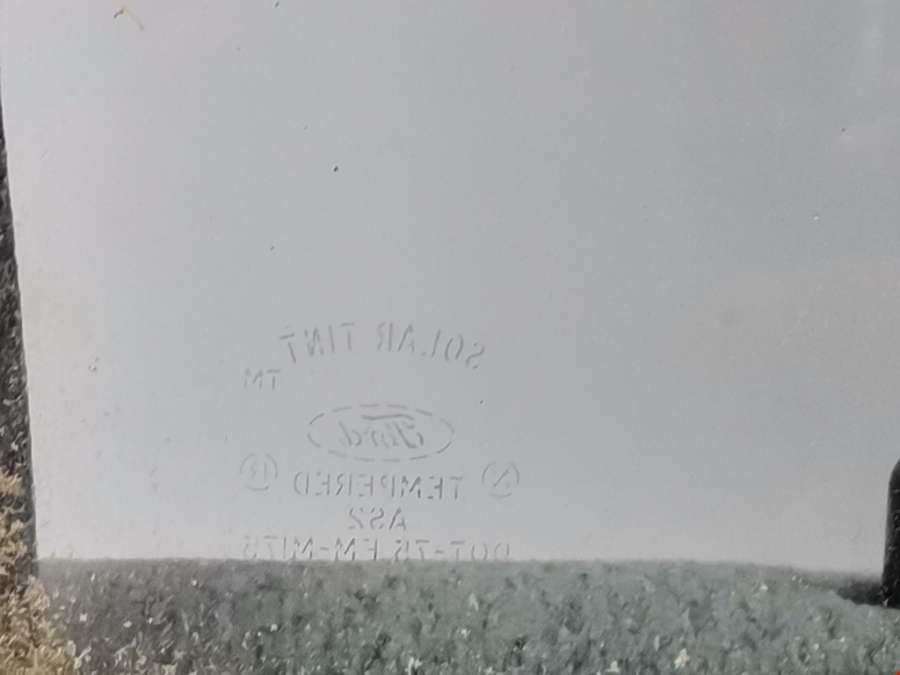 SOLAR TINT
TM
Ford
TEMPERED
AS2